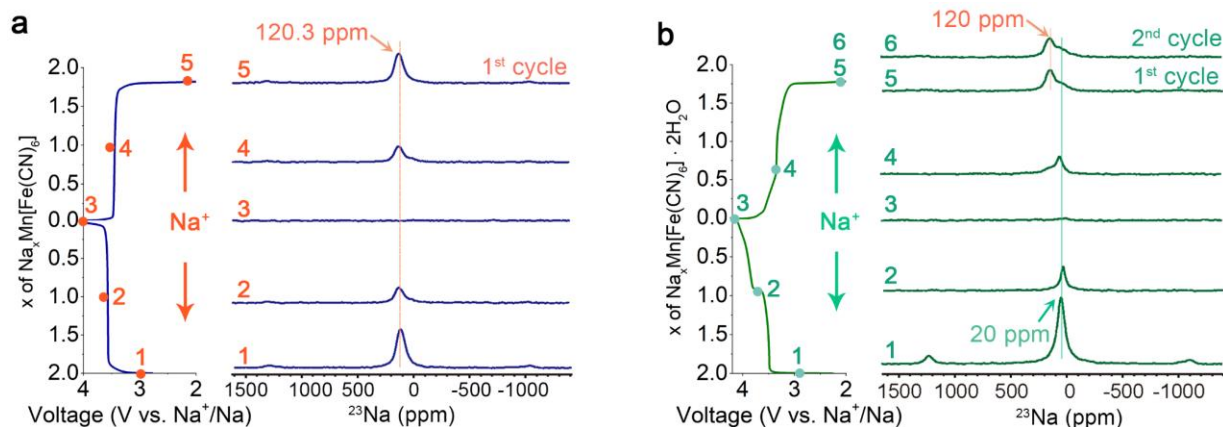 a
120.3 ppm
1st cycle
x of NaxMn[Fe(CN)6]
2.0
1.5
1.0
0.5
0.0
0.5
1.0
1.5
2.0
5
4
3
2
1
Na+
5
4
3
2
1
4 3 2
Voltage (V vs. Na+/Na)
1500 1000 500 0 -500 -1000
23Na (ppm)
b
120 ppm
2nd cycle
1st cycle
x of NaxMn[Fe(CN)6] · 2H2O
2.0
1.5
1.0
0.5
0.0
0.5
1.0
1.5
2.0
6
5
4
3
2
1
Na+
6
5
4
3
2
1
20 ppm
4 3 2
Voltage (V vs. Na+/Na)
1500 1000 500 0 -500 -1000
23Na (ppm)